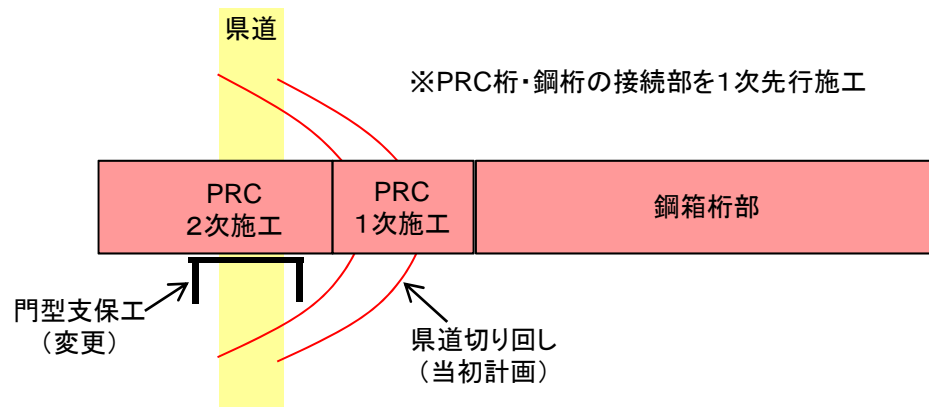 県道
※PRC桁・鋼桁の接続部を1次先行施工
PRC
2次施工
PRC
1次施工
鋼箱桁部
門型支保工
（変更）
県道切り回し
（当初計画）